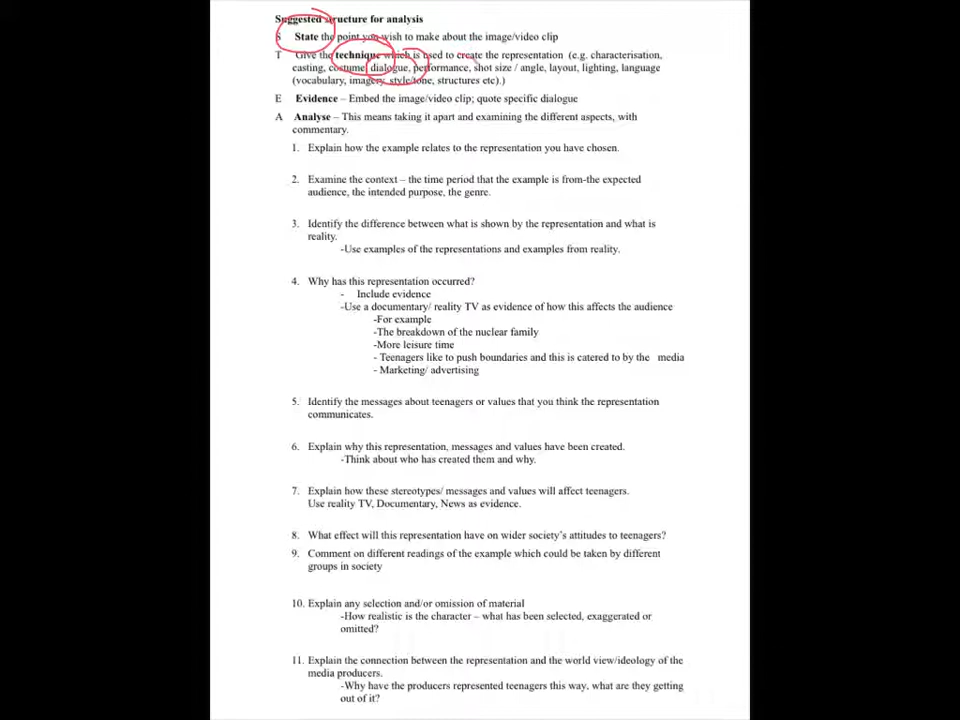 Suggested structure for analysis
S State the point you wish to make about the image/video clip
T Give the technique which is used to create the representation (e.g. characterisation,
casting, costume, dialogue, performance, shot size / angle, layout, lighting, language
(vocabulary, imagery, style/tone, structures etc).)
E Evidence – Embed the image/video clip; quote specific dialogue
A Analyse – This means taking it apart and examining the different aspects, with
commentary.
1. Explain how the example relates to the representation you have chosen.
2. Examine the context – the time period that the example is from-the expected
audience, the intended purpose, the genre.
3. Identify the difference between what is shown by the representation and what is
reality.
-Use examples of the representations and examples from reality.
4. Why has this representation occurred?
- Include evidence
-Use a documentary/ reality TV as evidence of how this affects the audience
-For example
-The breakdown of the nuclear family
-More leisure time
- Teenagers like to push boundaries and this is catered to by the media
- Marketing/ advertising
5. Identify the messages about teenagers or values that you think the representation
communicates.
6. Explain why this representation, messages and values have been created.
-Think about who has created them and why.
7. Explain how these stereotypes/ messages and values will affect teenagers.
Use reality TV, Documentary, News as evidence.
8. What effect will this representation have on wider society's attitudes to teenagers?
9. Comment on different readings of the example which could be taken by different
groups in society
10. Explain any selection and/or omission of material
-How realistic is the character – what has been selected, exaggerated or
omitted?
11. Explain the connection between the representation and the world view/ideology of the
media producers.
-Why have the producers represented teenagers this way, what are they getting
out of it?